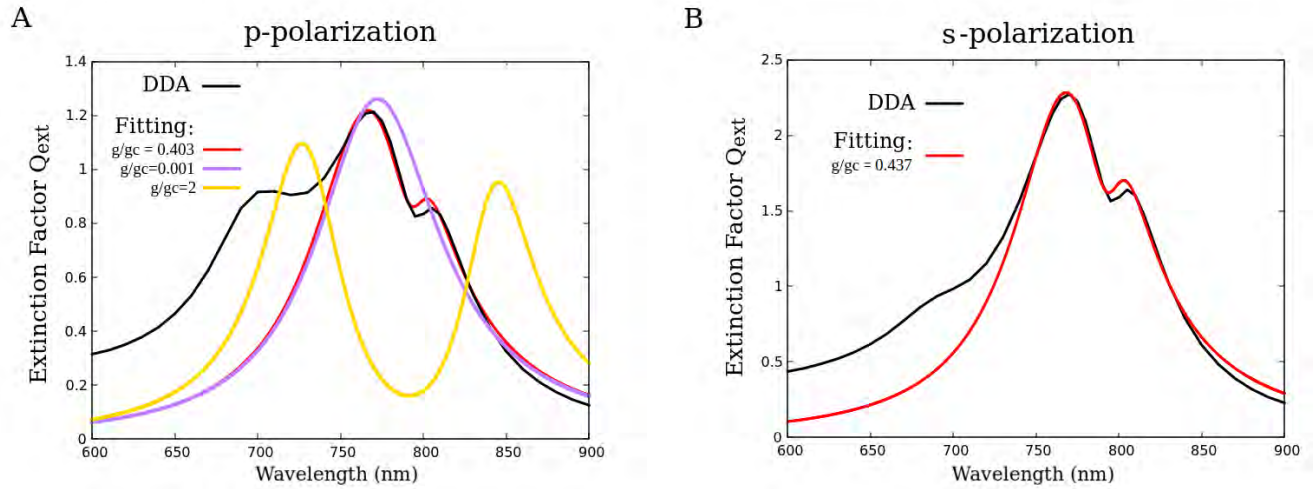 A
p-polarization
Extinction Factor Qext
1.4
1.2
1
0.8
0.6
0.4
0.2
0
DDA
Fitting:
g/gc = 0.403
g/gc=0.001
g/gc=2
600 650 700 750 800 850 900
Wavelength (nm)
B
s-polarization
Extinction Factor Qext
2.5
2
1.5
1
0.5
0
DDA
Fitting:
g/gc = 0.437
600 650 700 750 800 850 900
Wavelength (nm)